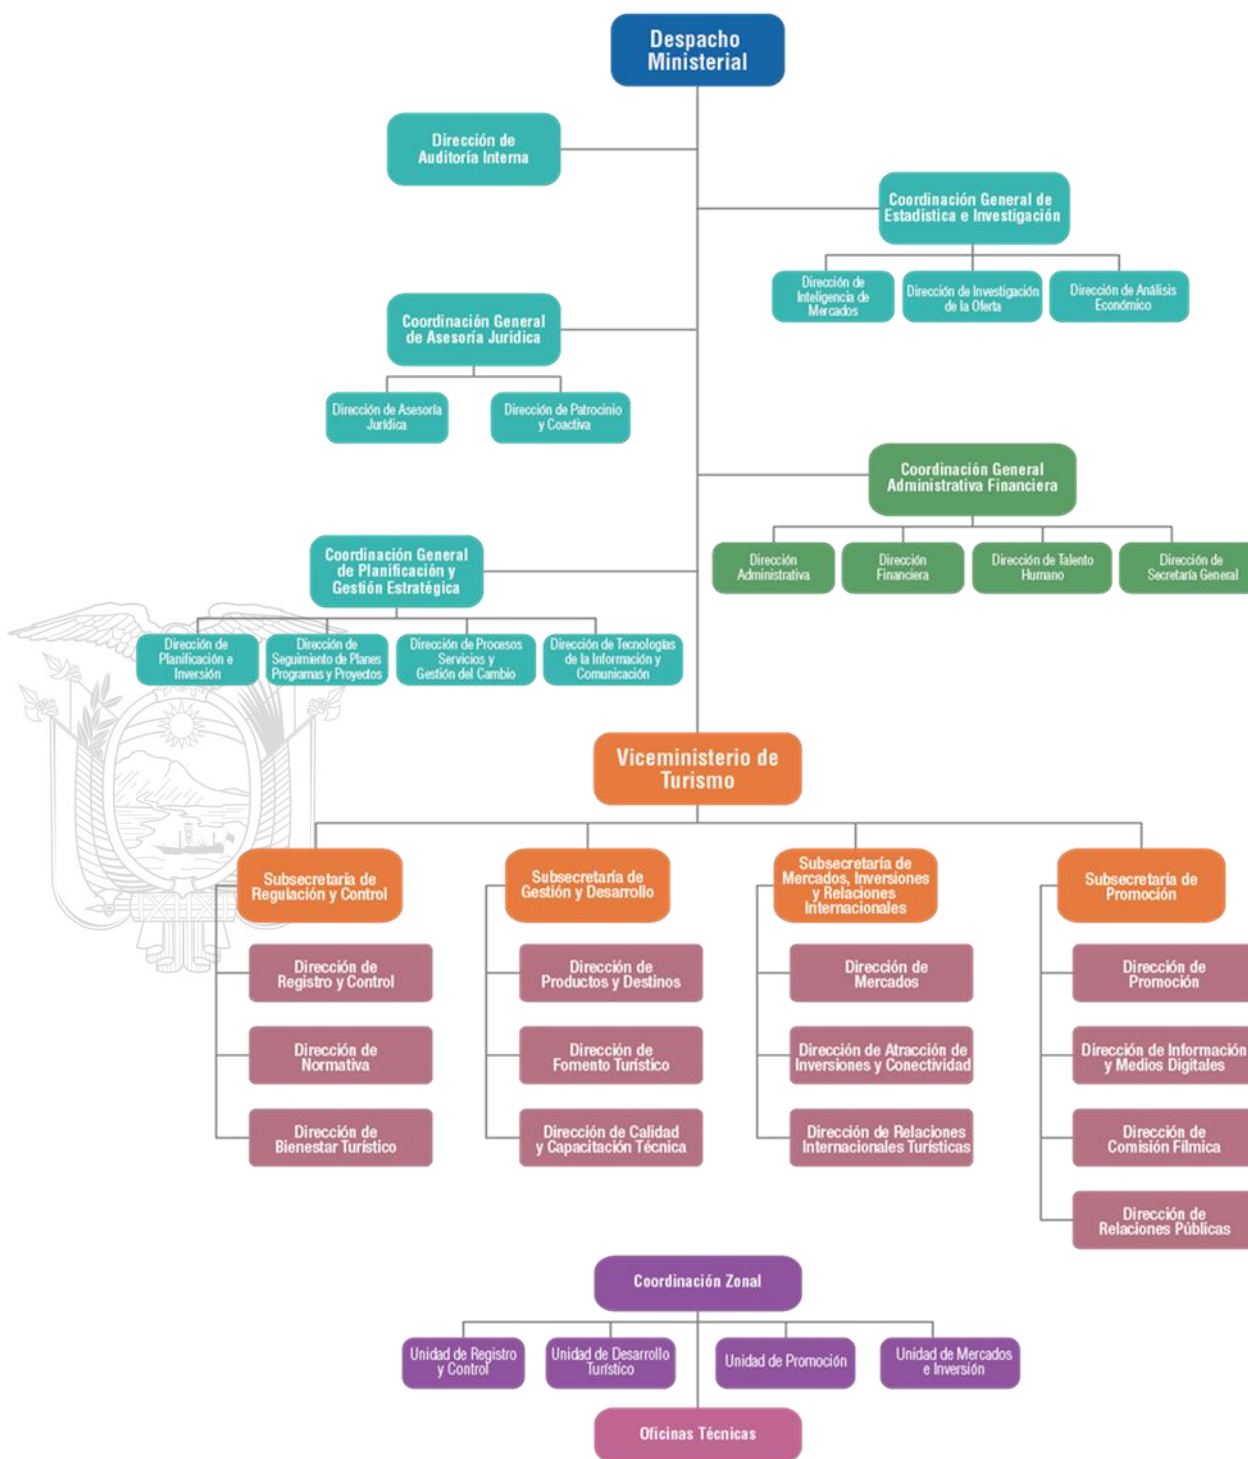 Despacho
Ministerial
Dirección de
Auditoría Interna
Coordinación General de
Estadística e Investigación
Dirección de
Inteligencia de
Mercados
Dirección de Investigación
de la Oferta
Dirección de Análisis
Económico
Coordinación General
de Asesoría Jurídica
Dirección de Asesoría
Jurídica
Dirección de Patrocinio
y Coactiva
Coordinación General
Administrativa Financiera
Dirección
Administrativa
Dirección
Financiera
Dirección de Talento
Humano
Dirección de
Secretaría General
Coordinación General
de Planificación y
Gestión Estratégica
Dirección de
Planificación e
Inversión
Dirección de
Seguimiento de Planes
Programas y Proyectos
Dirección de Procesos
Servicios y
Gestión del Cambio
Dirección de Tecnologías
de la Información y
Comunicación
Viceministerio de
Turismo
Subsecretaría de
Regulación y Control
Subsecretaría de
Gestión y Desarrollo
Subsecretaría de
Mercados, Inversiones
y Relaciones
Internacionales
Subsecretaría de
Promoción
Dirección de
Registro y Control
Dirección de
Productos y Destinos
Dirección de
Mercados
Dirección de
Promoción
Dirección de
Normativa
Dirección de
Fomento Turístico
Dirección de Atracción de
Inversiones y Conectividad
Dirección de Información
y Medios Digitales
Dirección de
Bienestar Turístico
Dirección de Calidad
y Capacitación Técnica
Dirección de Relaciones
Internacionales Turísticas
Dirección de
Comisión Fílmica
Dirección de
Relaciones Públicas
Coordinación Zonal
Unidad de Registro
y Control
Unidad de Desarrollo
Turístico
Unidad de Promoción
Unidad de Mercados
e Inversión
Oficinas Técnicas